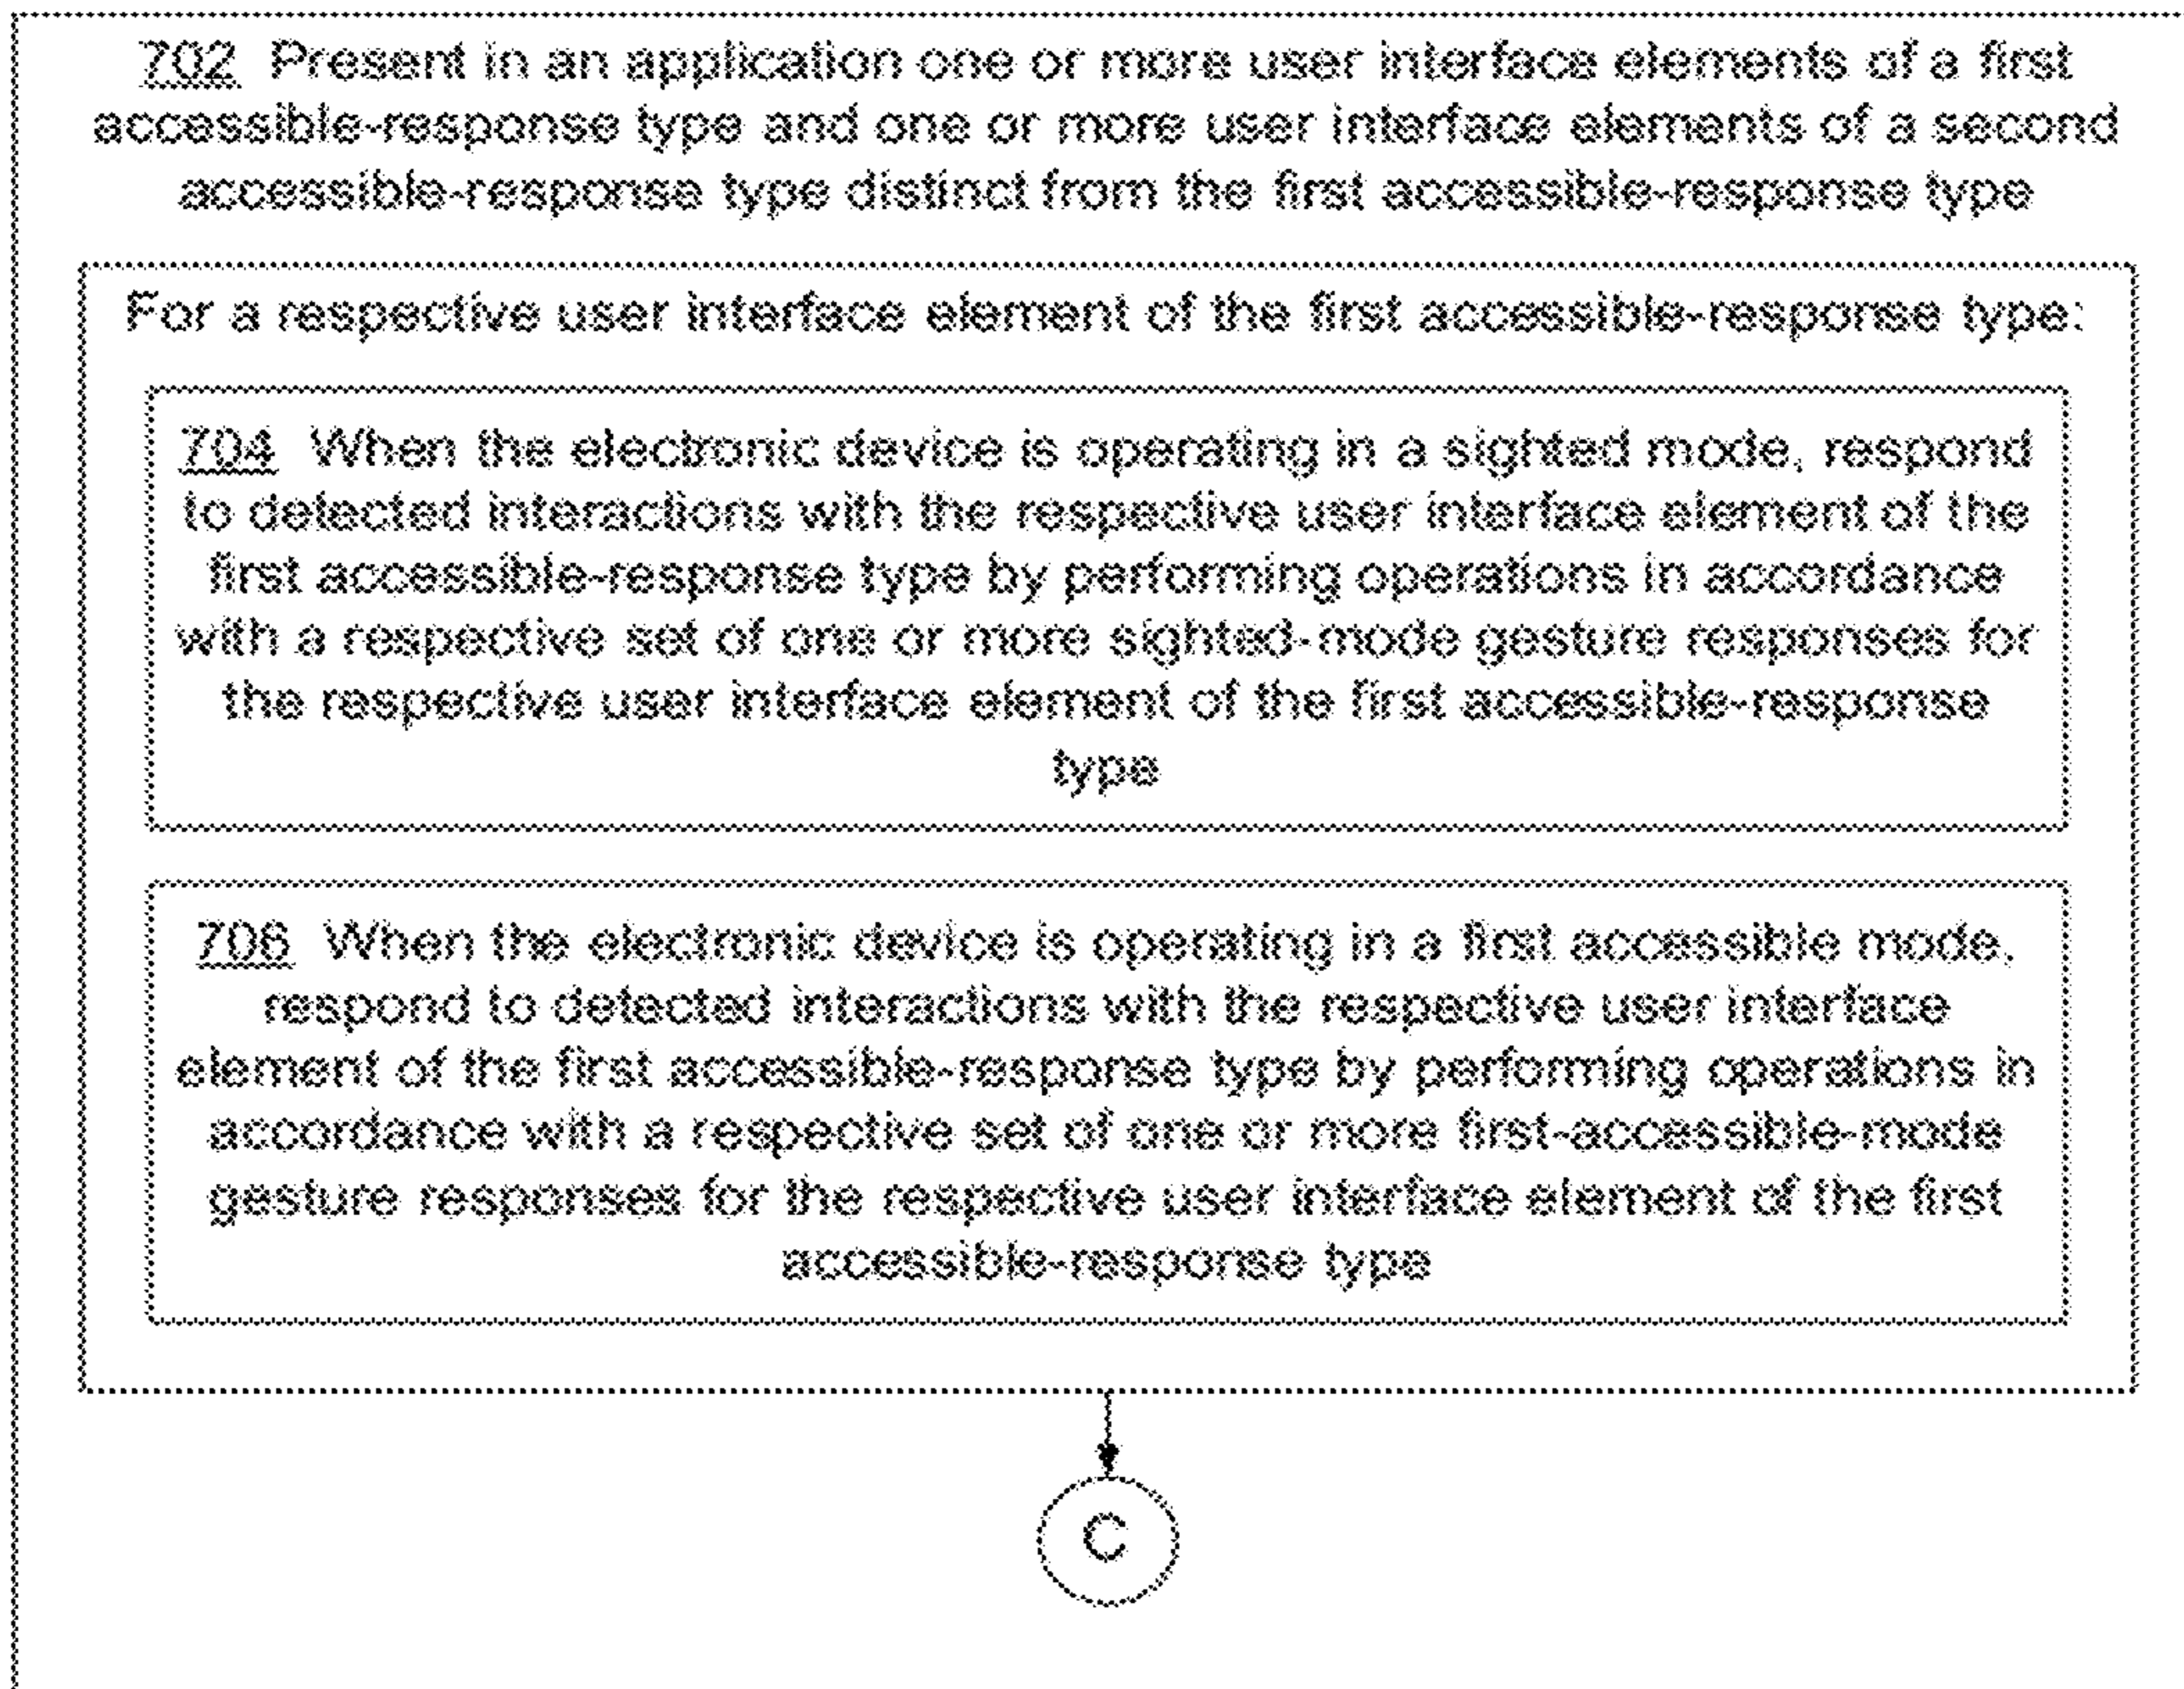 702 Present in an application one or more user interface elements of a first
accessible-response type and one or more user interface elements of a second
accessible-response type distinct from the first accessible-response type
For a respective user interface element of the first accessible-response type:
704 When the electronic device is operating in a sighted mode, respond
to detected interactions with the respective user interface element of the
first accessible-response type by performing operations in accordance
with a respective set of one or more sighted-mode gesture responses for
the respective user interface element of the first accessible-response
type
706 When the electronic device is operating in a first accessible mode,
respond to detected interactions with the respective user interface
element of the first accessible-response type by performing operations in
accordance with a respective set of one or more first-accessible-mode
gesture responses for the respective user interface element of the first
accessible-response type
C